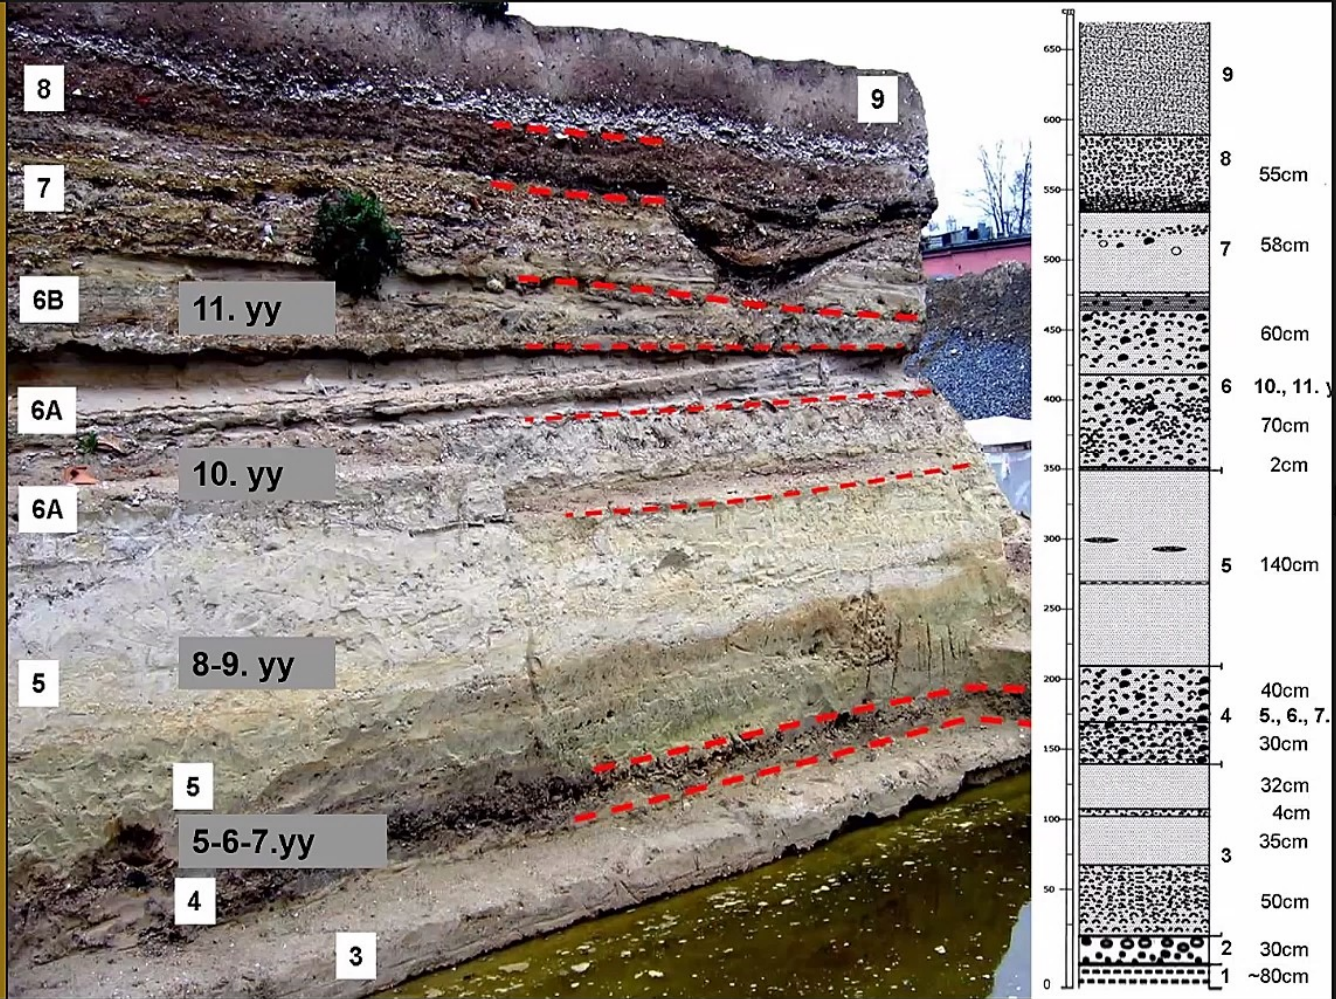 8
9
7
6B
11. yy
6A
10. yy
6A
8-9. yy
5
5
5-6-7.yy
4
3
cm
650
600
550
500
450
400
350
300
250
200
150
100
50
0
9
8 55cm
7 58cm
60cm
6 10., 11. y
70cm
2cm
5 140cm
40cm
4 5., 6., 7.
30cm
32cm
4cm
35cm
3
50cm
2 30cm
1 ~80cm